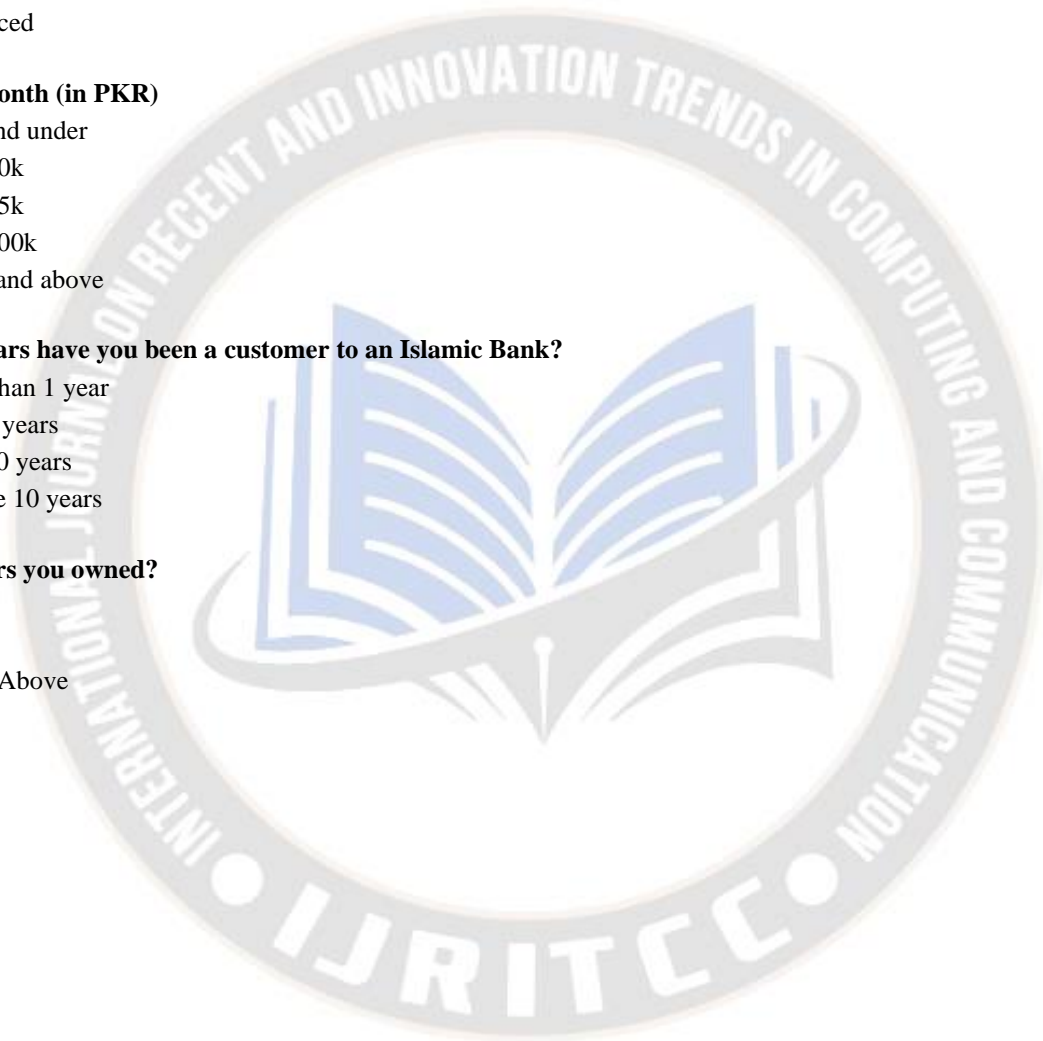 ced
onth (in PKR)
nd under
0k
5k
00k
and above
ars have you been a customer to an Islamic Bank?
han 1 year
years
0 years
e 10 years
rs you owned?
Above
INTERNATIONAL JOURNAL ON RECENT AND INNOVATION TRENDS IN COMPUTING AND COMMUNICATION
IJRITCC